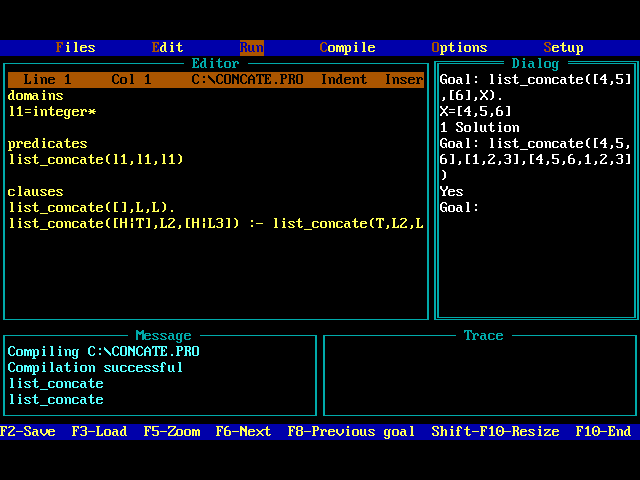 Files Edit Run Compile Options Setup
Editor
Line 1 Col 1 C:\CONCATE.PRO Indent Inser
domains
l1=integer*
predicates
list_concate(l1,l1,l1)
clauses
list_concate([],L,L).
list_concate([H|T],L2,[H|L3]) :- list_concate(T,L2,L
Dialog
Goal: list_concate([4,5]
,[6],X).
X=[4,5,6]
1 Solution
Goal: list_concate([4,5,
6],[1,2,3],[4,5,6,1,2,3]
)
Yes
Goal:
Message
Compiling C:\CONCATE.PRO
Compilation successful
list_concate
list_concate
Trace
F2-Save F3-Load F5-Zoom F6-Next F8-Previous goal Shift-F10-Resize F10-End